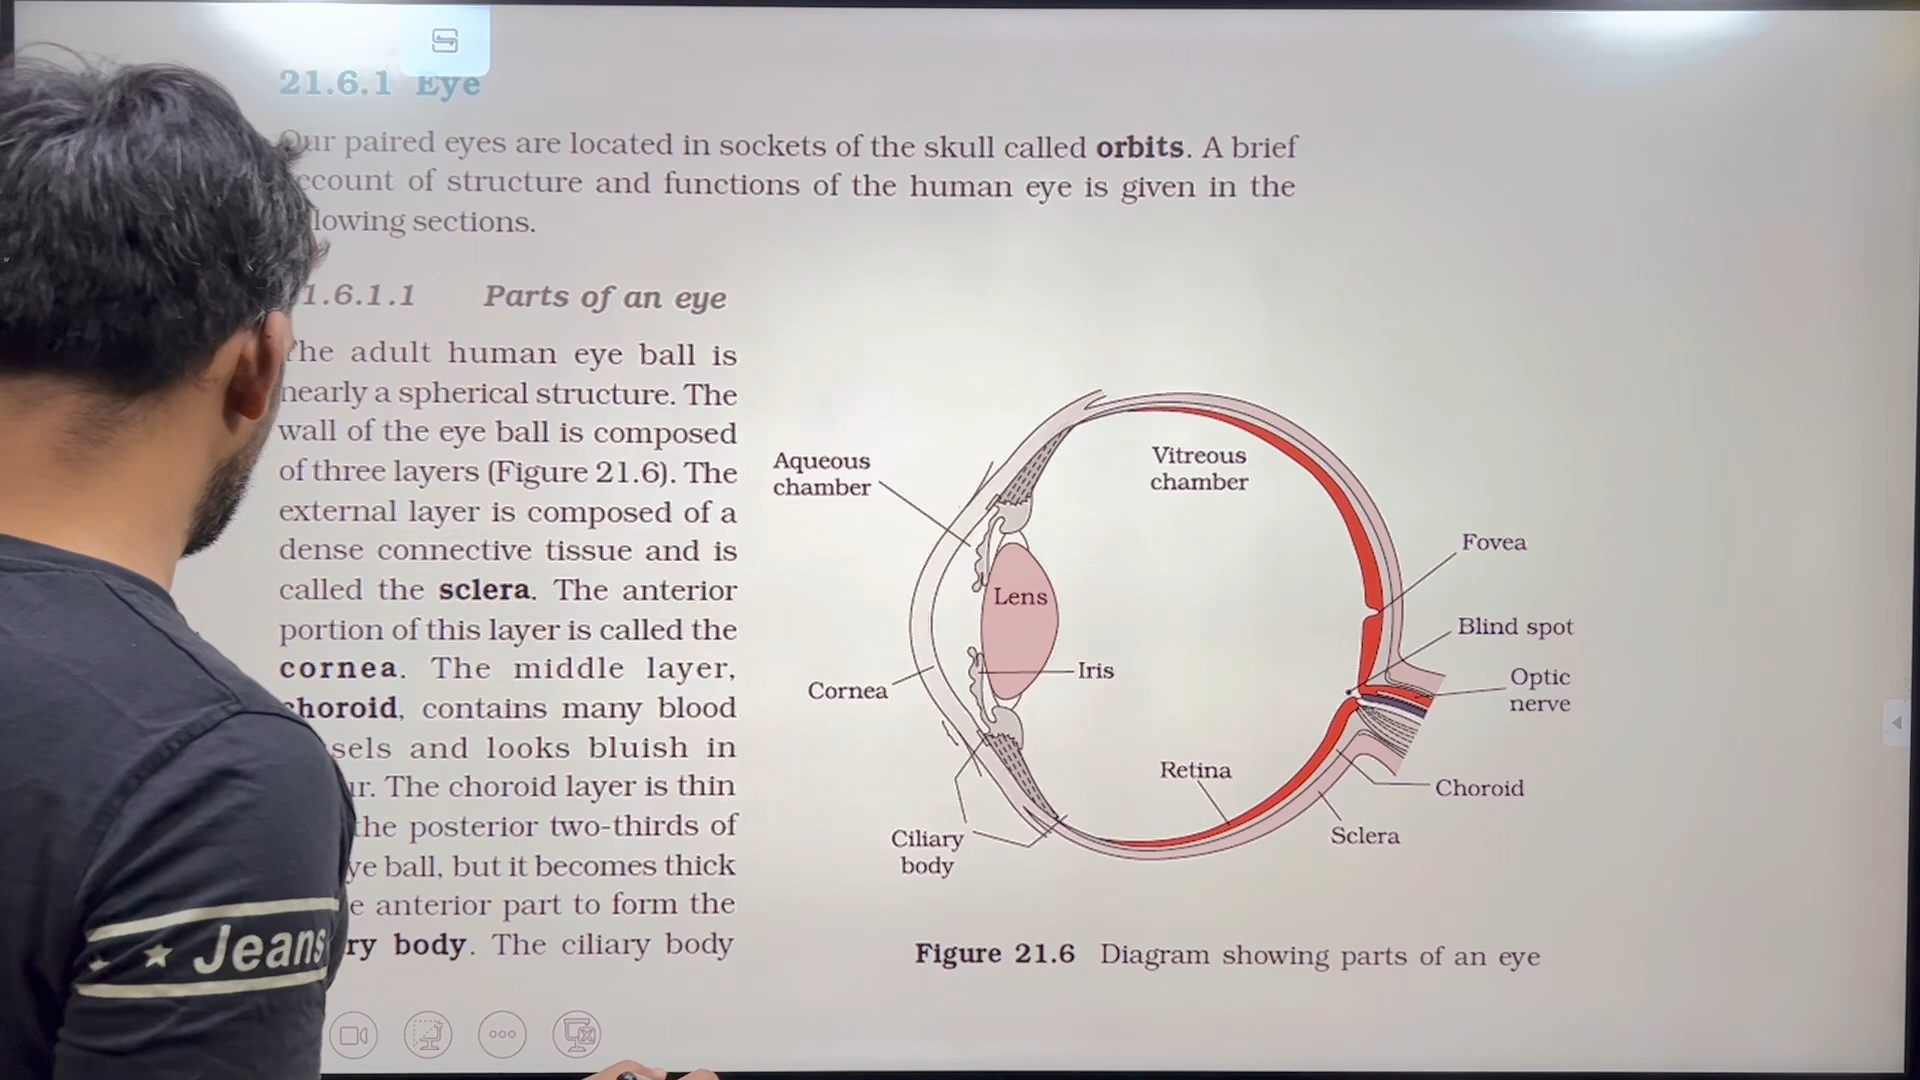 21.6.1 Eye
Our paired eyes are located in sockets of the skull called orbits. A brief
ccount of structure and functions of the human eye is given in the
lowing sections.
1.6.1.1 Parts of an eye
The adult human eye ball is
nearly a spherical structure. The
wall of the eye ball is composed
of three layers (Figure 21.6). The
external layer is composed of a
dense connective tissue and is
called the sclera. The anterior
portion of this layer is called the
cornea. The middle layer,
choroid, contains many blood
sels and looks bluish in
ur. The choroid layer is thin
the posterior two-thirds of
ye ball, but it becomes thick
e anterior part to form the
ry body. The ciliary body
Aqueous
chamber
Vitreous
chamber
Fovea
Lens
Blind spot
Iris
Optic
nerve
Cornea
Retina
Choroid
Sclera
Ciliary
body
Figure 21.6 Diagram showing parts of an eye
Jeans